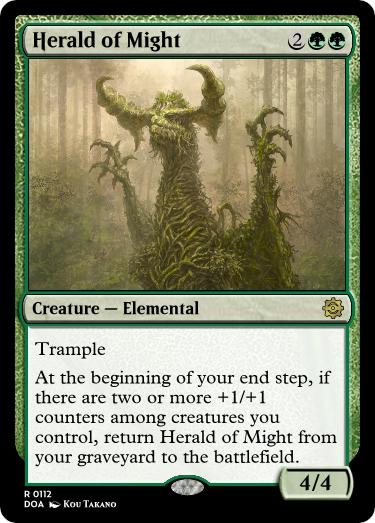 Herald of Might 2
Creature — Elemental
Trample
At the beginning of your end step, if
there are two or more +1/+1
counters among creatures you
control, return Herald of Might from
your graveyard to the battlefield.
4/4
R 0112
DOA Kou Takano